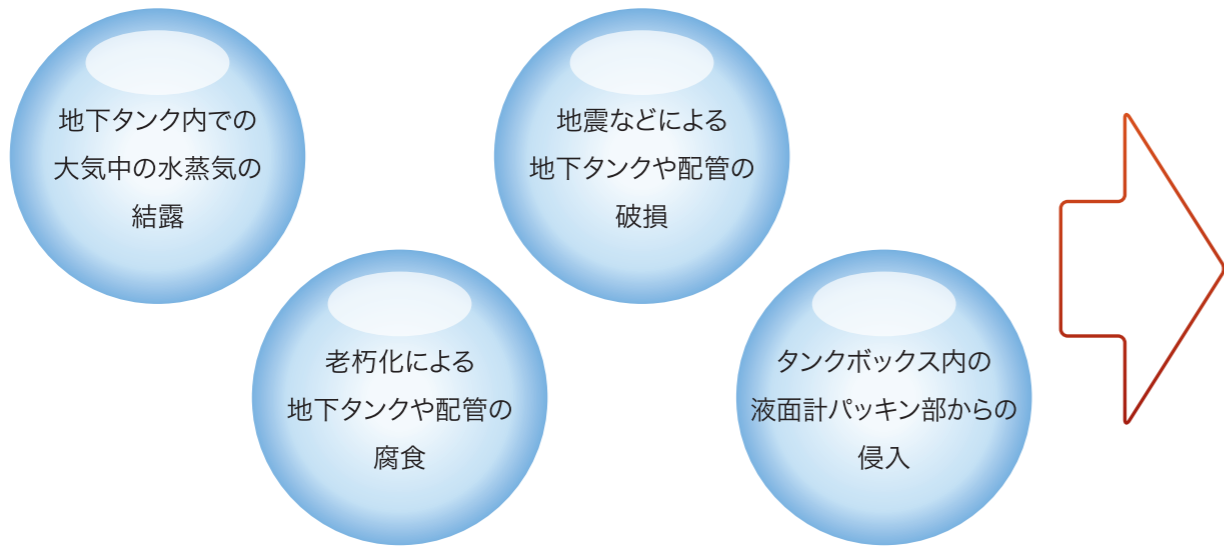 地下タンク内での
大気中の水蒸気の
結露
地震などによる
地下タンクや配管の
破損
老朽化による
地下タンクや配管の
腐食
タンクボックス内の
液面計パッキン部からの
侵入